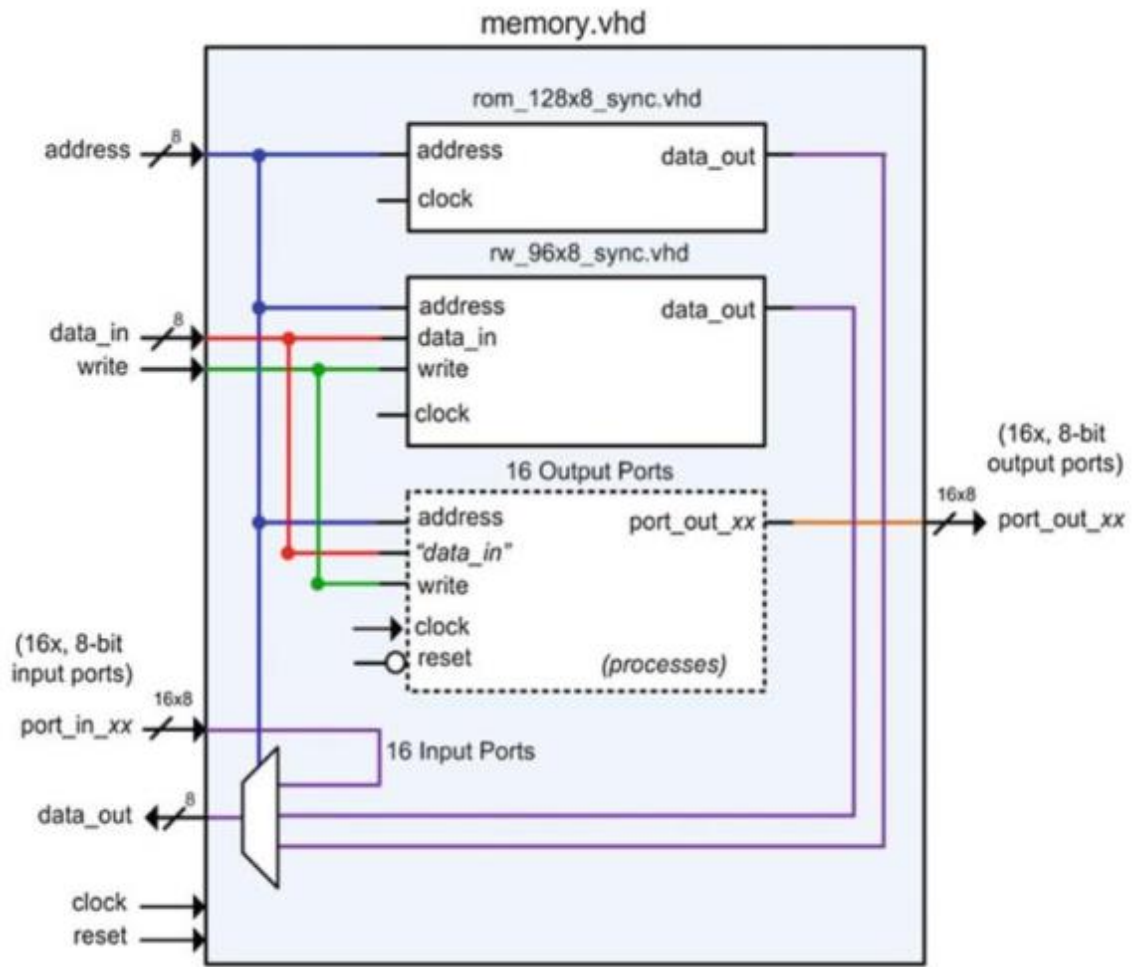 memory.vhd
rom_128x8_sync.vhd
address
8
address
data_out
clock
rw_96x8_sync.vhd
address
data_out
data_in
8
data_in
write
write
clock
16 Output Ports
(16x, 8-bit
output ports)
address
port_out_xx
16x8
port_out_xx
"data_in"
write
clock
reset
(processes)
(16x, 8-bit
input ports)
16x8
port_in_xx
16 Input Ports
data_out
8
clock
reset